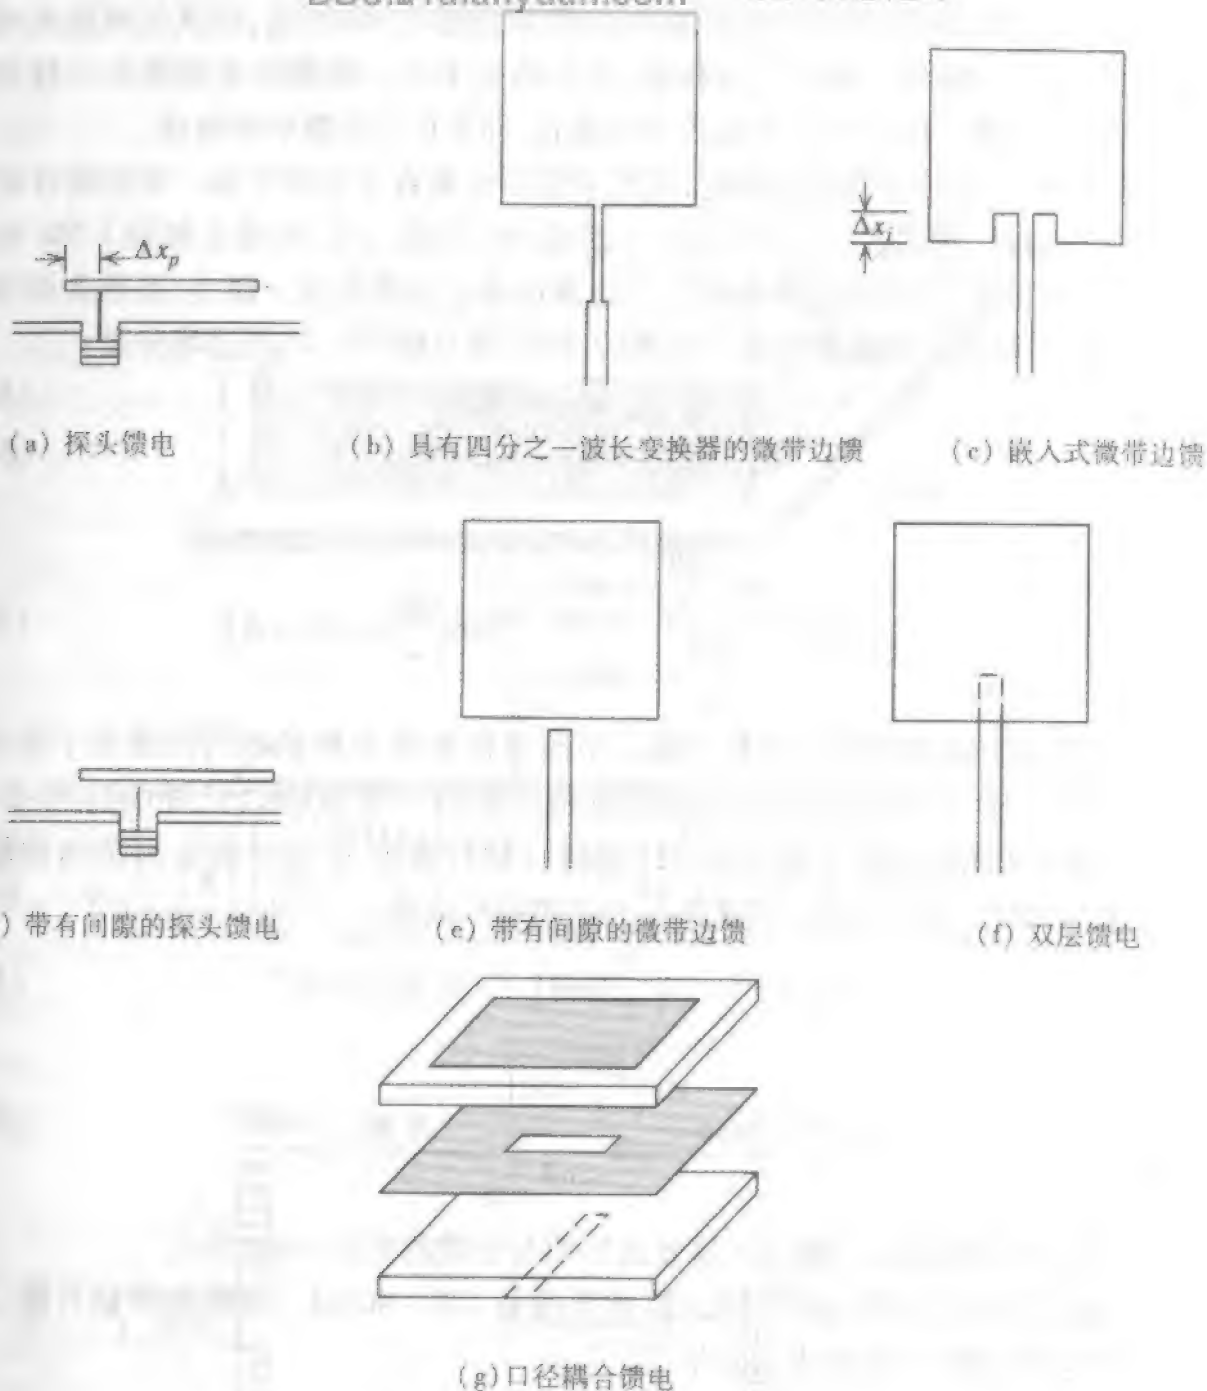 Δxp
Δxi
(a) 探头馈电
(b) 具有四分之一波长变换器的微带边馈
(c) 嵌入式微带边馈
) 带有间隙的探头馈电
(e) 带有间隙的微带边馈
(f) 双层馈电
(g)口径耦合馈电